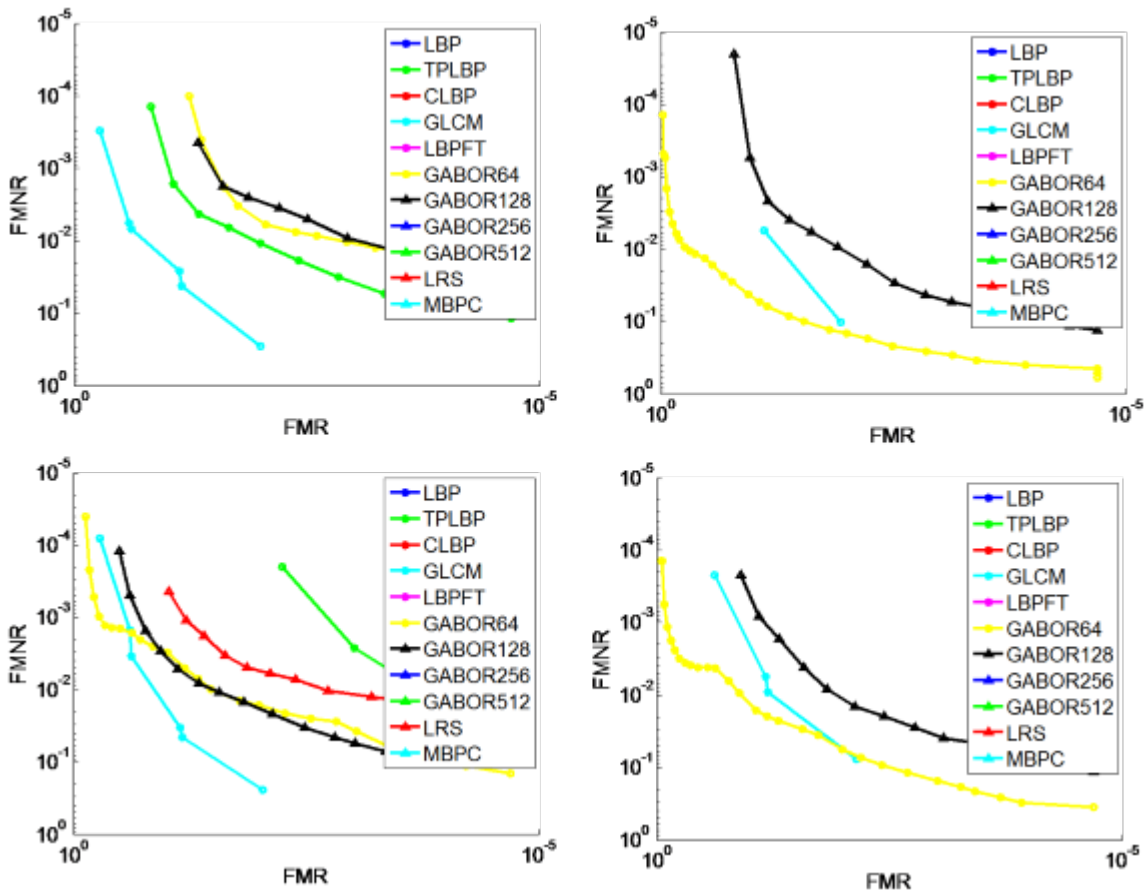 10-5
10-4
10-3
10-2
10-1
100
FMNR
100
10-5
FMR
LBP
TPLBP
CLBP
GLCM
LBPFT
GABOR64
GABOR128
GABOR256
GABOR512
LRS
MBPC
10-5
10-4
10-3
10-2
10-1
100
FMNR
100
10-5
FMR
LBP
TPLBP
CLBP
GLCM
LBPFT
GABOR64
GABOR128
GABOR256
GABOR512
LRS
MBPC
10-5
10-4
10-3
10-2
10-1
100
FMNR
100
10-5
FMR
LBP
TPLBP
CLBP
GLCM
LBPFT
GABOR64
GABOR128
GABOR256
GABOR512
LRS
MBPC
10-5
10-4
10-3
10-2
10-1
100
FMNR
100
10-5
FMR
LBP
TPLBP
CLBP
GLCM
LBPFT
GABOR64
GABOR128
GABOR256
GABOR512
LRS
MBPC